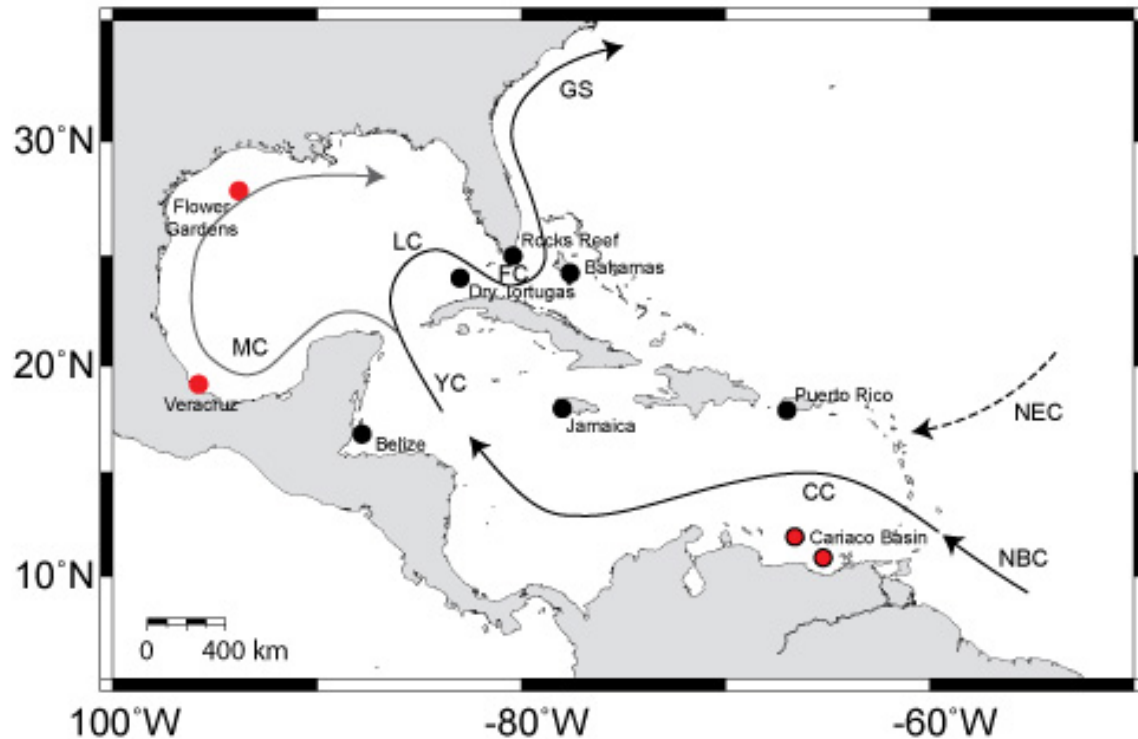 GS
30°N
Flower
Gardens
LC
Rocks Reef
FC
Bahamas
Dry Tortugas
MC
20°N
YC
Veracruz
Puerto Rico
NEC
Jamaica
Belize
CC
Cariaco Basin
NBC
10°N
0 400 km
100°W -80°W -60°W